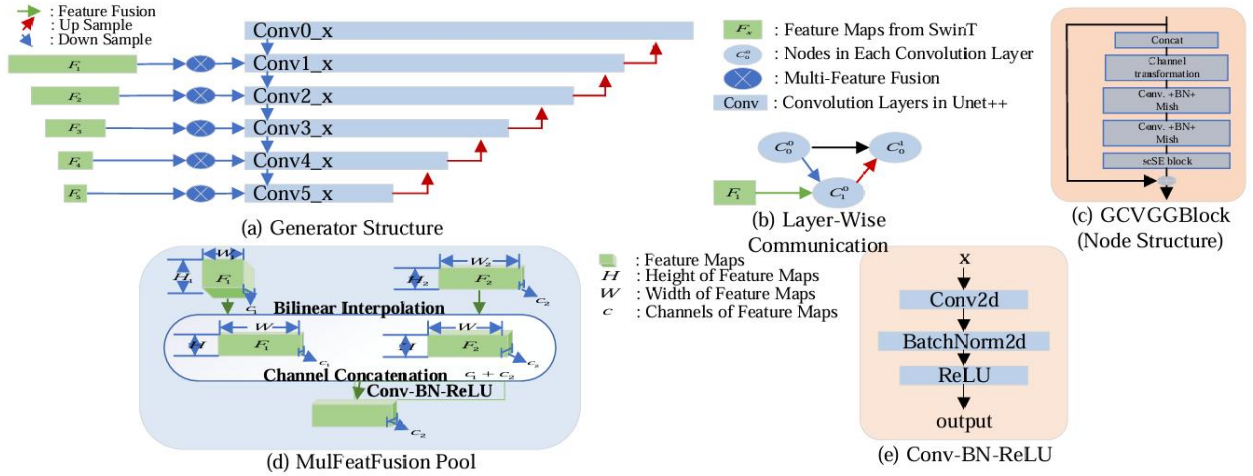 : Feature Fusion
: Up Sample
: Down Sample
Conv0_x
F₁
Conv1_x
F₂
Conv2_x
F₃
Conv3_x
F₄
Conv4_x
F₅
Conv5_x
(a) Generator Structure
Fₓ : Feature Maps from SwinT
C₀⁰ : Nodes in Each Convolution Layer
: Multi-Feature Fusion
Conv : Convolution Layers in Unet++
C₀⁰ C₀¹
F₁ C₁⁰
(b) Layer-Wise
Communication
Concat
Channel
transformation
Conv. +BN+
Mish
Conv. +BN+
Mish
scSE block
(c) GCVGGBlock
(Node Structure)
W₁
H₁
F₁
C₁
W₂
H₂
F₂
C₂
Bilinear Interpolation
W
H
F₁
C₁
W
H
F₂
C₂
Channel Concatenation C₁ + C₂
Conv-BN-ReLU
C₂
(d) MulFeatFusion Pool
: Feature Maps
H : Height of Feature Maps
W : Width of Feature Maps
C : Channels of Feature Maps
x
Conv2d
BatchNorm2d
ReLU
output
(e) Conv-BN-ReLU